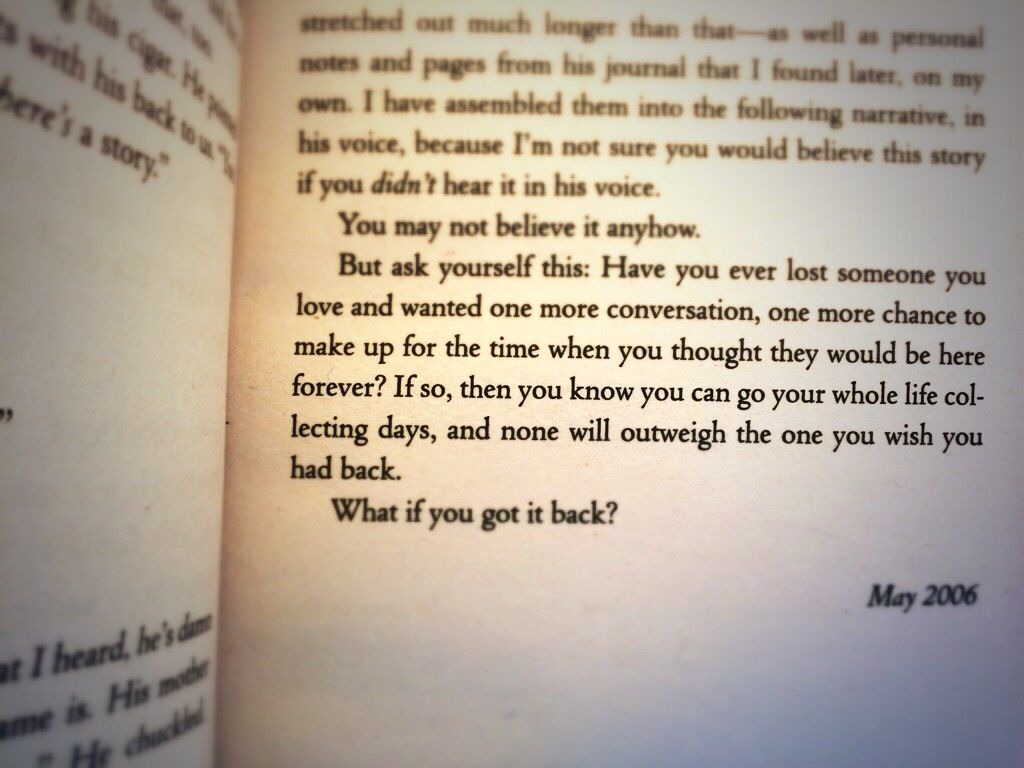 his cigar. He
with his back to us.
here's a story."
"
at I heard, he's damn
ame is. His mother
" He chuckled.
stretched out much longer than that—as well as personal
notes and pages from his journal that I found later, on my
own. I have assembled them into the following narrative, in
his voice, because I'm not sure you would believe this story
if you didn't hear it in his voice.
You may not believe it anyhow.
But ask yourself this: Have you ever lost someone you
love and wanted one more conversation, one more chance to
make up for the time when you thought they would be here
forever? If so, then you know you can go your whole life col-
lecting days, and none will outweigh the one you wish you
had back.
What if you got it back?
May 2006